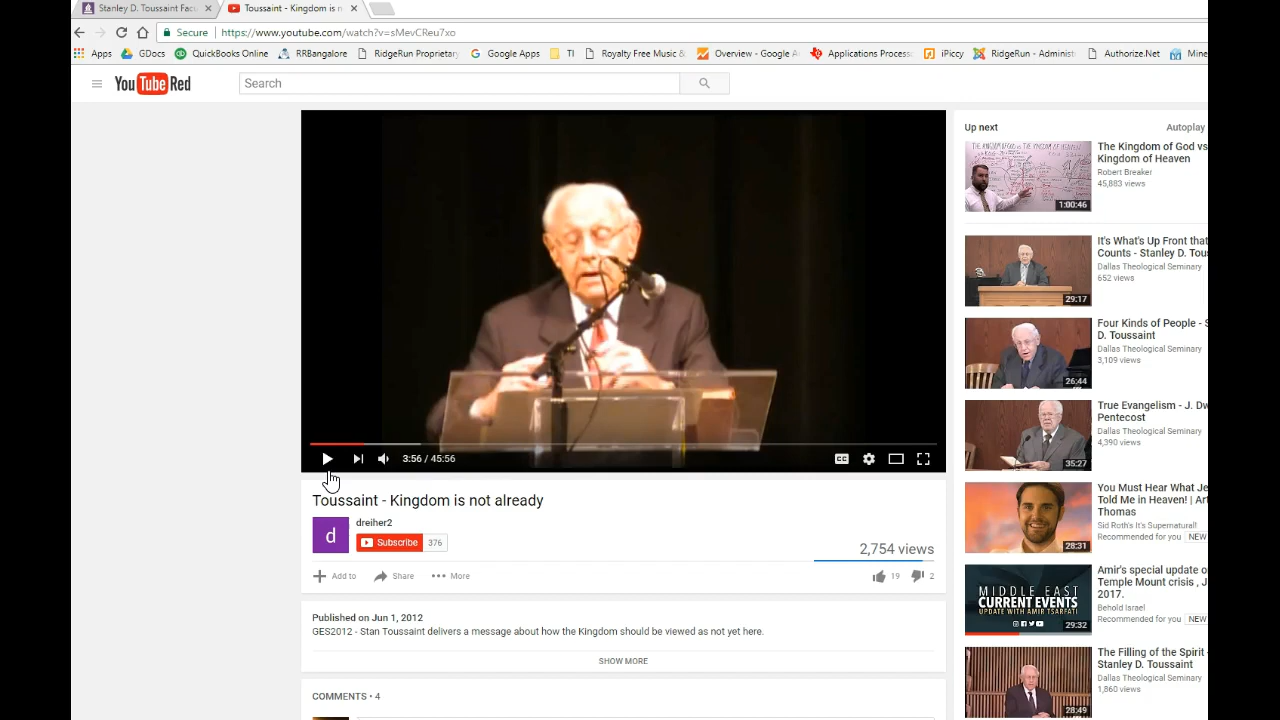 Stanley D. Toussaint Facu
Toussaint - Kingdom is n
Secure
https://www.youtube.com/watch?v=sMevCReu7xo
Apps
GDocs
QuickBooks Online
RRBangalore
RidgeRun Proprietary
Google Apps
TI
Royalty Free Music &
Overview - Google A
Applications Process
iPiccy
RidgeRun - Administ
Authorize.Net
Mine
YouTube Red
Search
3:56 / 45:56
CC
Toussaint - Kingdom is not already
d
dreiher2
Subscribe 376
2,754 views
Add to
Share
More
19
2
Published on Jun 1, 2012
GES2012 - Stan Toussaint delivers a message about how the Kingdom should be viewed as not yet here.
SHOW MORE
COMMENTS • 4
Up next
Autoplay
The Kingdom of God vs
Kingdom of Heaven
Robert Breaker
45,883 views
1:00:46
It's What's Up Front that
Counts - Stanley D. Tous
Dallas Theological Seminary
652 views
29:17
Four Kinds of People - S
D. Toussaint
Dallas Theological Seminary
3,109 views
26:44
True Evangelism - J. Dw
Pentecost
Dallas Theological Seminary
4,390 views
35:27
You Must Hear What Je
Told Me in Heaven! | Ar
Thomas
Sid Roth's It's Supernatural!
Recommended for you NEW
28:31
Amir's special update o
Temple Mount crisis , J
2017.
Behold Israel
Recommended for you NEW
MIDDLE EAST
CURRENT EVENTS
UPDATE WITH AMIR TSARFATI
29:32
The Filling of the Spirit -
Stanley D. Toussaint
Dallas Theological Seminary
1,860 views
28:49